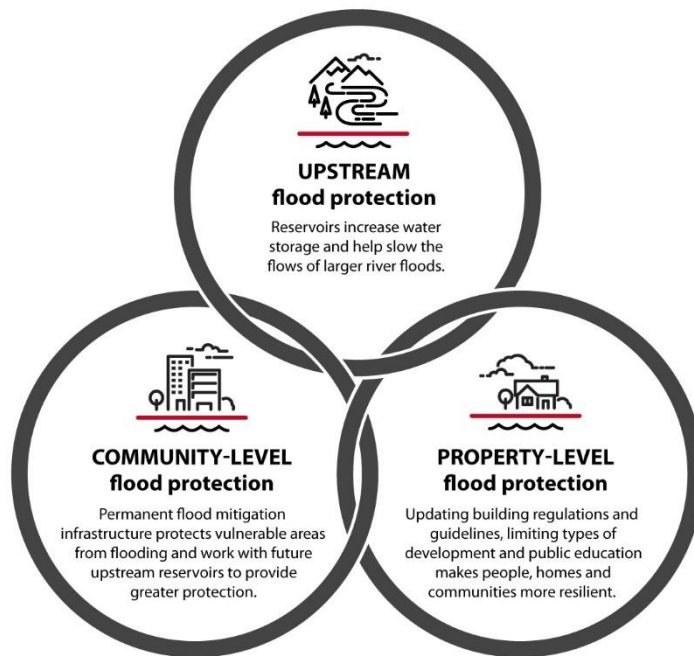 UPSTREAM
flood protection
Reservoirs increase water
storage and help slow the
flows of larger river floods.
COMMUNITY-LEVEL
flood protection
Permanent flood mitigation
infrastructure protects vulnerable areas
from flooding and work with future
upstream reservoirs to provide
greater protection.
PROPERTY-LEVEL
flood protection
Updating building regulations and
guidelines, limiting types of
development and public education
makes people, homes and
communities more resilient.